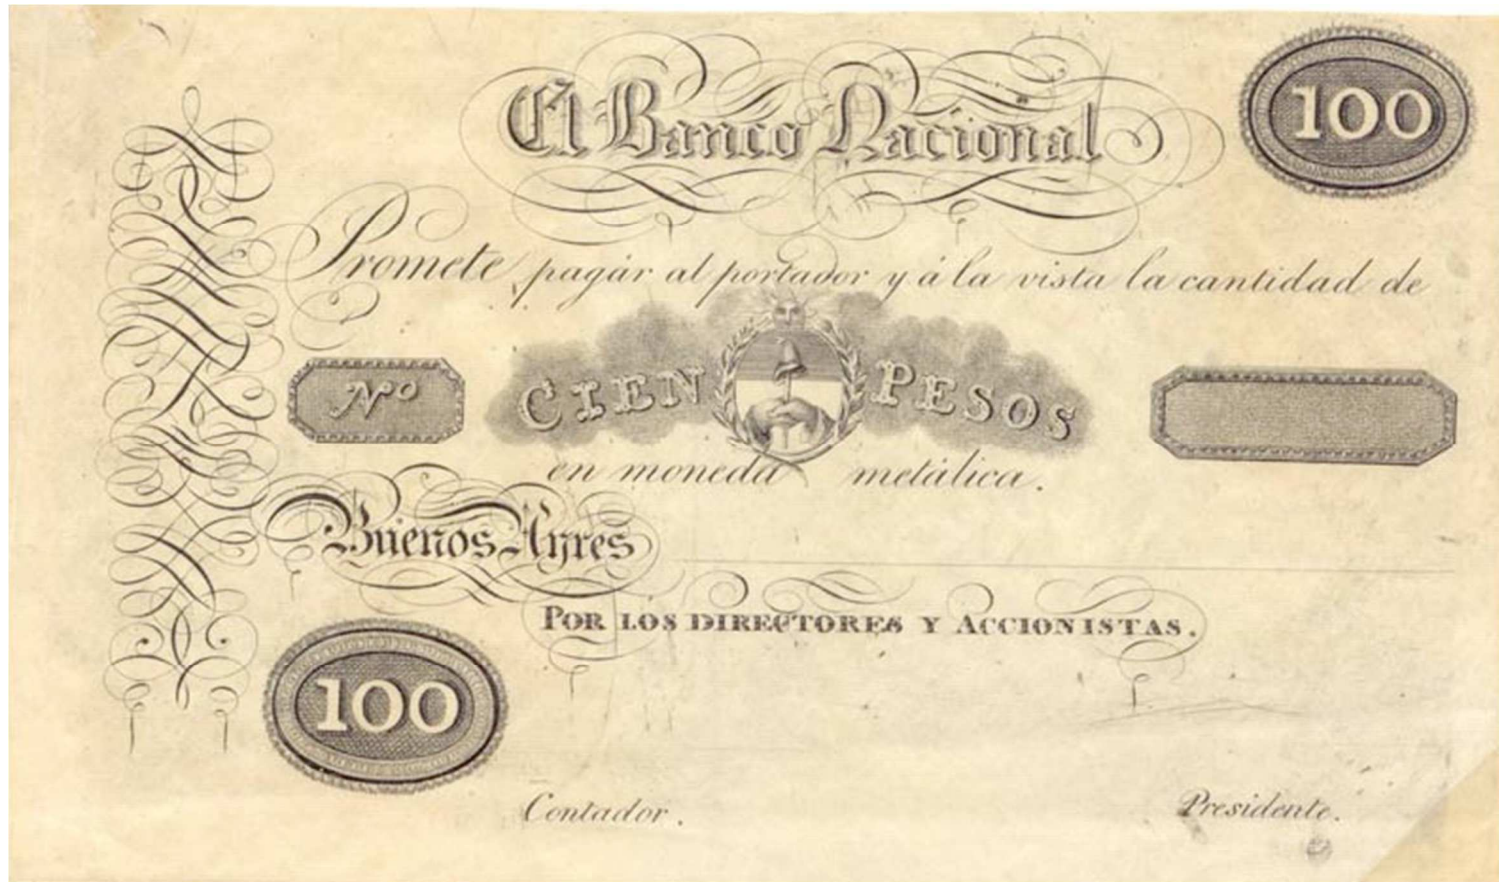 El Banco Nacional
100
Promete pagár al portador y á la vista la cantidad de
Nº
CIEN PESOS
en moneda metálica.
Buenos Ayres
POR LOS DIRECTORES Y ACCIONISTAS.
100
Contador.
Presidente.